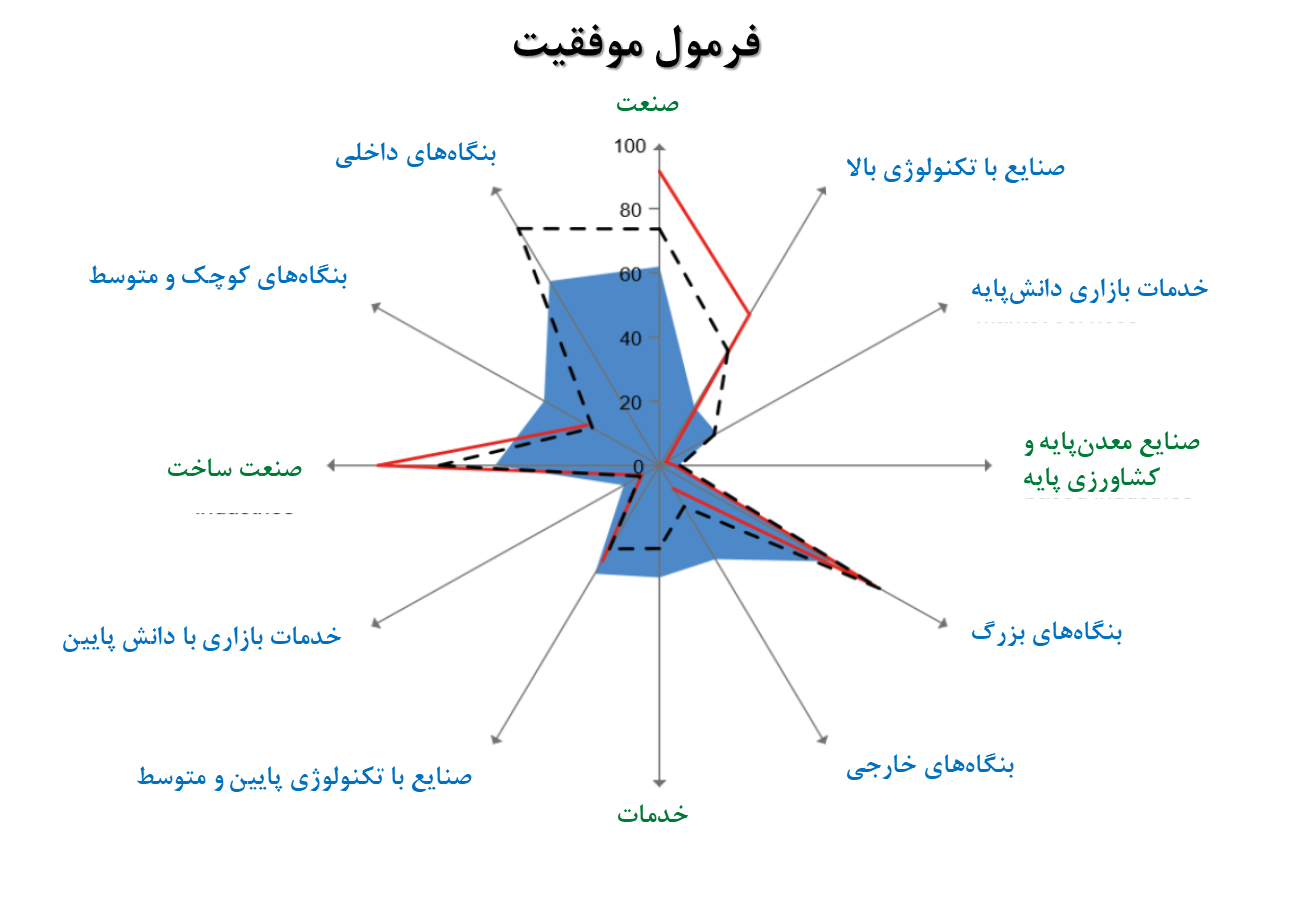 فرمول موفقیت
صنعت
100
80
60
40
20
0
صنایع با تکنولوژی بالا
خدمات بازاری دانش‌پایه
صنایع معدن‌پایه و
کشاورزی پایه
بنگاه‌های بزرگ
بنگاه‌های خارجی
خدمات
صنایع با تکنولوژی پایین و متوسط
خدمات بازاری با دانش پایین
صنعت ساخت
بنگاه‌های کوچک و متوسط
بنگاه‌های داخلی